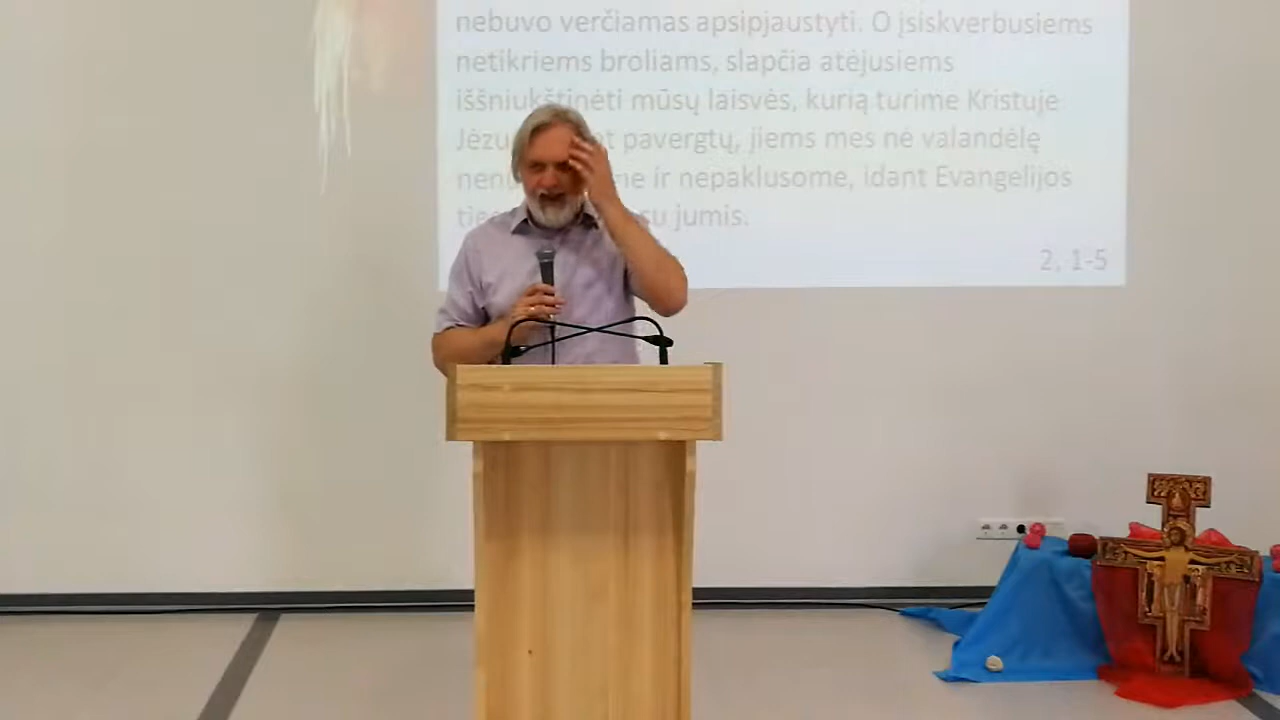 nebuvo verčiamas apsipjaustyti. O įsiskverbusiems
netikriems broliams, slapčia atėjusiems
iššniukštinėti mūsų laisvės, kurią turime Kristuje
pavergtų, jiems mes nė valandėlę
ir nepaklusome, idant Evangelijos
jumis.
2, 1-5